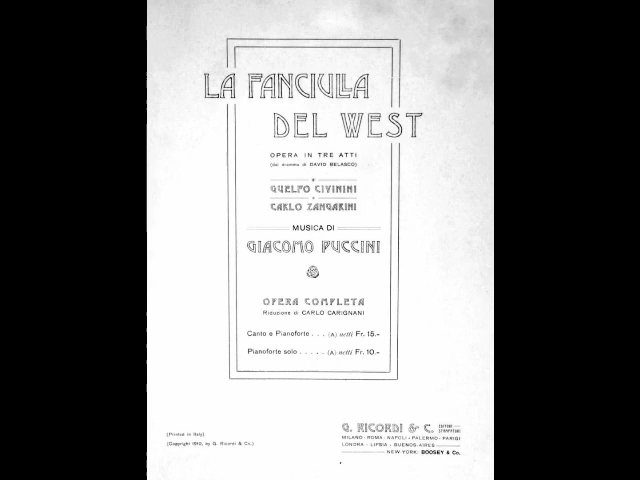 LA FANCIULLA
DEL WEST
OPERA IN TRE ATTI
(dal dramma di DAVID BELASCO)
GUELFO CIVININI
CARLO ZANGARINI
MUSICA DI
GIACOMO PUCCINI
OPERA COMPLETA
Riduzione di CARLO CARIGNANI
Canto e Pianoforte . . . (A) netti Fr. 15.-
Pianoforte solo . . . . . (A) netti Fr. 10.-
G. RICORDI & C. EDITORI STAMPATORI
MILANO - ROMA - NAPOLI - PALERMO - PARIGI
LONDRA - LIPSIA - BUENOS-AIRES
NEW-YORK: BOOSEY & Co.
(Printed in Italy)
(Copyright 1910, by G. Ricordi & Co.)